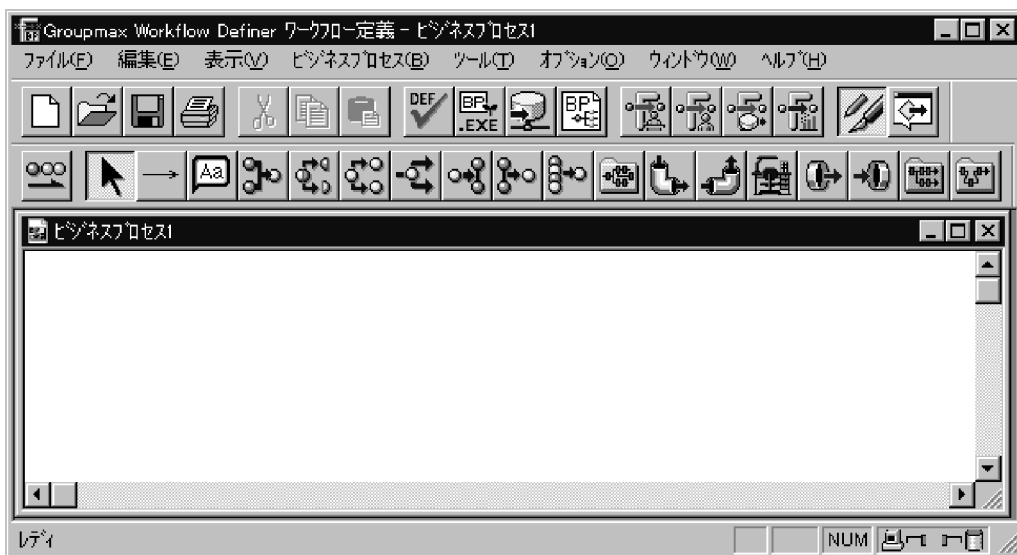 Groupmax Workflow Definer ワークフロー定義 - ビジネスプロセス1
ファイル(F) 編集(E) 表示(V) ビジネスプロセス(B) ツール(T) オプション(O) ウィンドウ(W) ヘルプ(H)
DEF BP .EXE BP
Aa
ビジネスプロセス1
レディ NUM